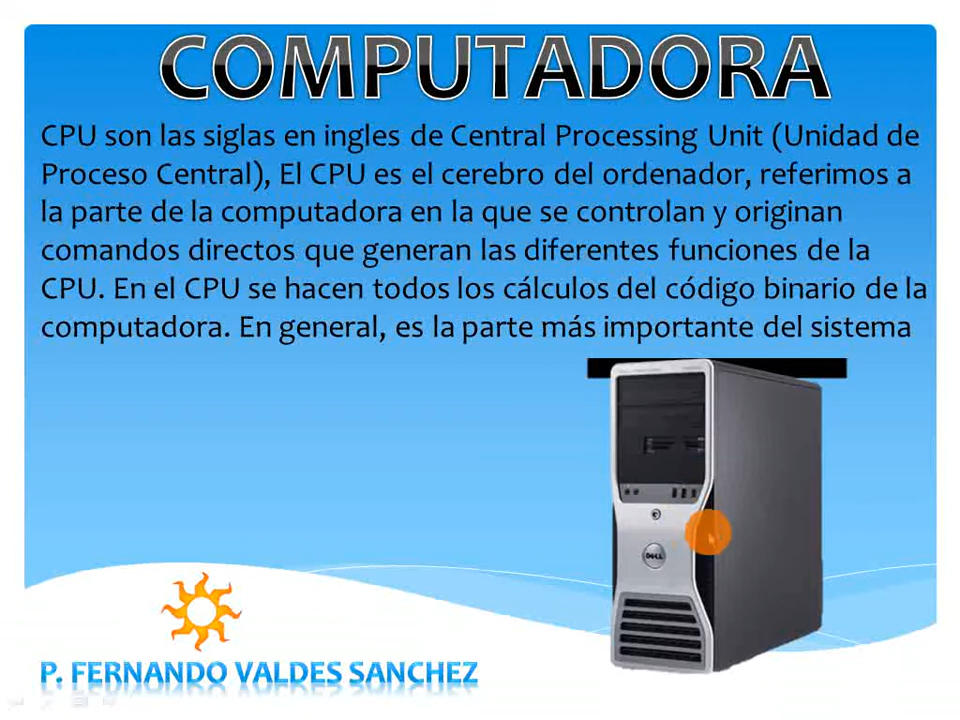 COMPUTADORA
CPU son las siglas en ingles de Central Processing Unit (Unidad de
Proceso Central), El CPU es el cerebro del ordenador, referimos a
la parte de la computadora en la que se controlan y originan
comandos directos que generan las diferentes funciones de la
CPU. En el CPU se hacen todos los cálculos del código binario de la
computadora. En general, es la parte más importante del sistema
DELL
P. FERNANDO VALDES SANCHEZ